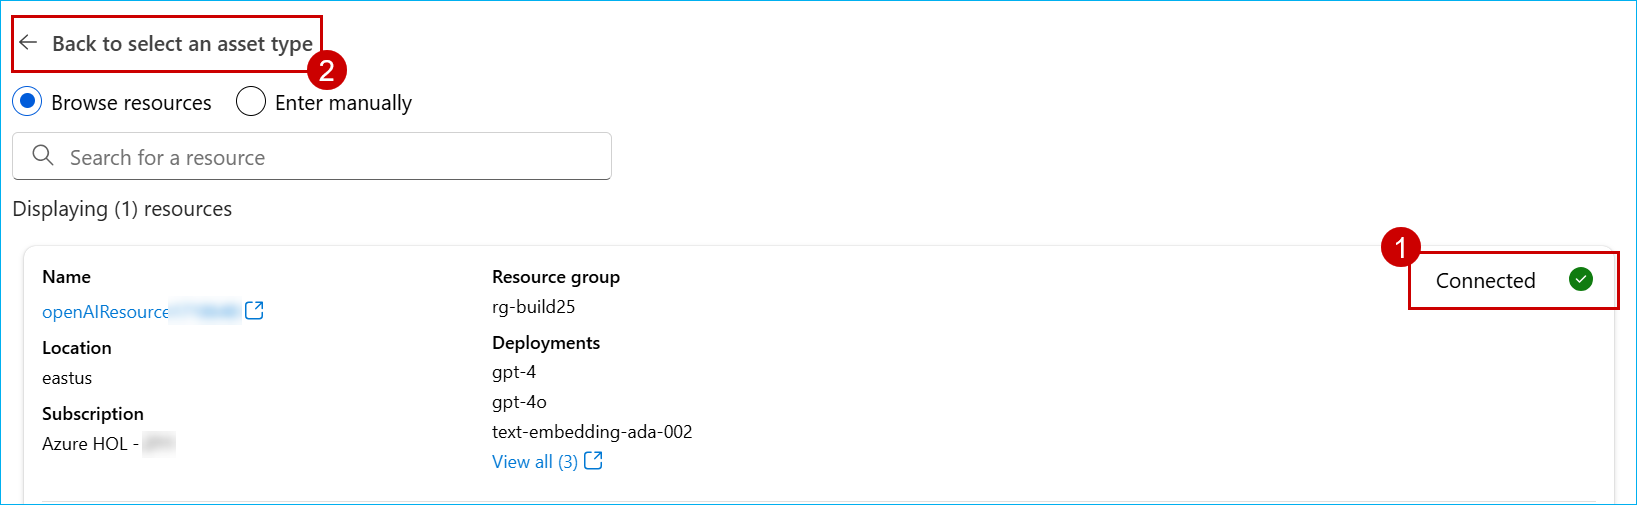 Back to select an asset type
2
Browse resources
Enter manually
Search for a resource
Displaying (1) resources
1
Connected
Name
openAIResource
Location
eastus
Subscription
Azure HOL -
Resource group
rg-build25
Deployments
gpt-4
gpt-4o
text-embedding-ada-002
View all (3)